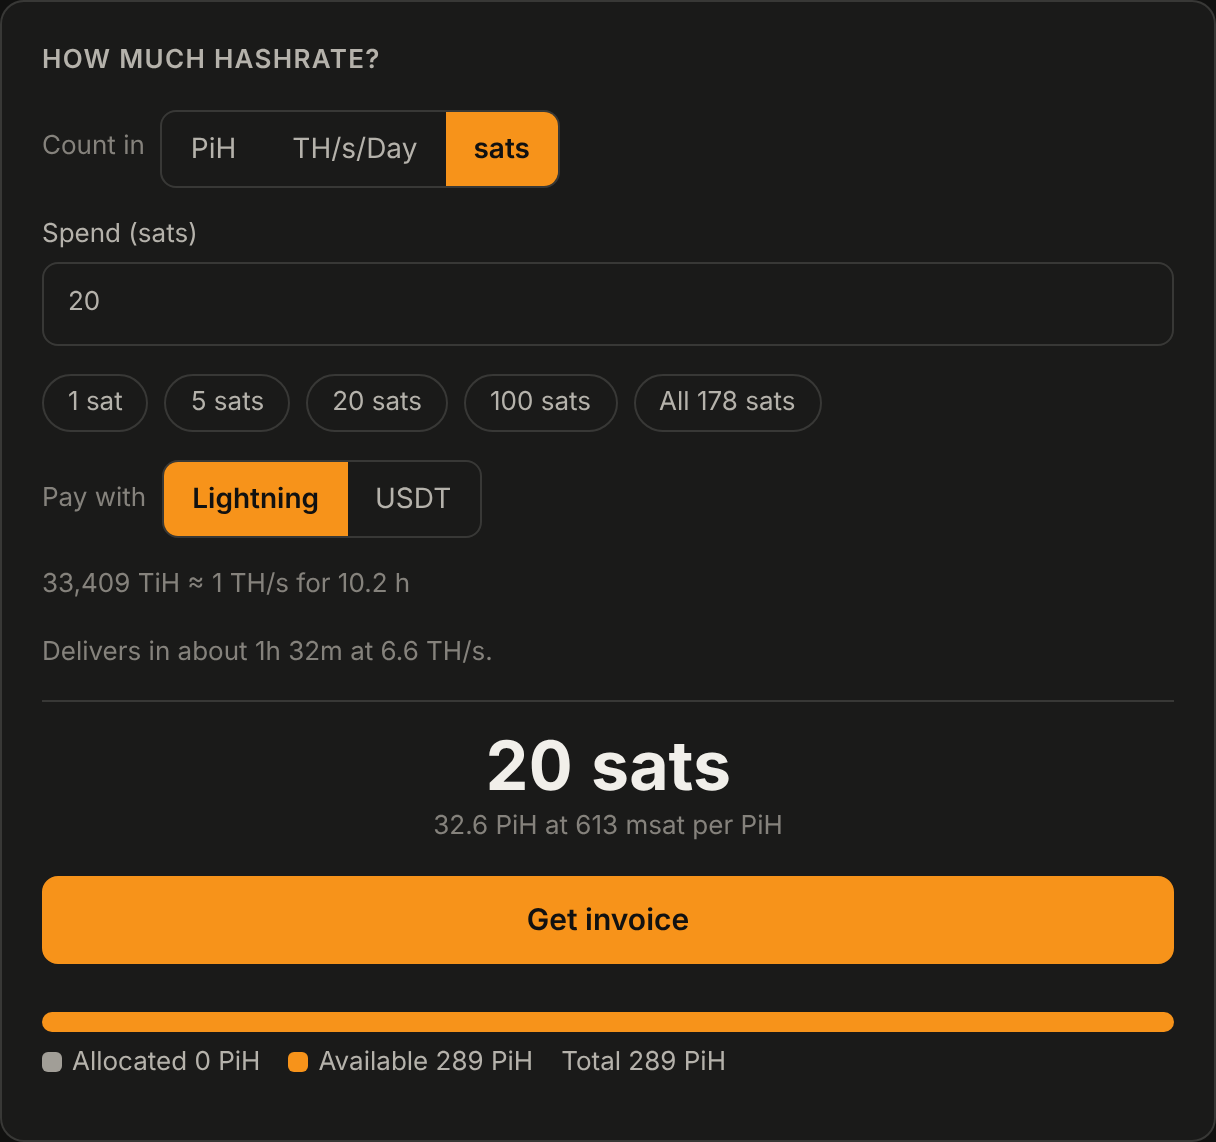 HOW MUCH HASHRATE?
Count in PiH TH/s/Day sats
Spend (sats)
20
1 sat 5 sats 20 sats 100 sats All 178 sats
Pay with Lightning USDT
33,409 TiH ≈ 1 TH/s for 10.2 h
Delivers in about 1h 32m at 6.6 TH/s.
20 sats
32.6 PiH at 613 msat per PiH
Get invoice
Allocated 0 PiH Available 289 PiH Total 289 PiH